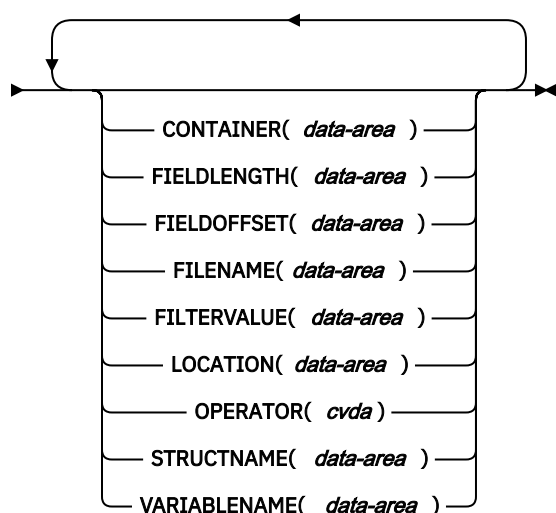 CONTAINER( data-area )
FIELDLENGTH( data-area )
FIELDOFFSET( data-area )
FILENAME( data-area )
FILTERVALUE( data-area )
LOCATION( data-area )
OPERATOR( cvda )
STRUCTNAME( data-area )
VARIABLENAME( data-area )